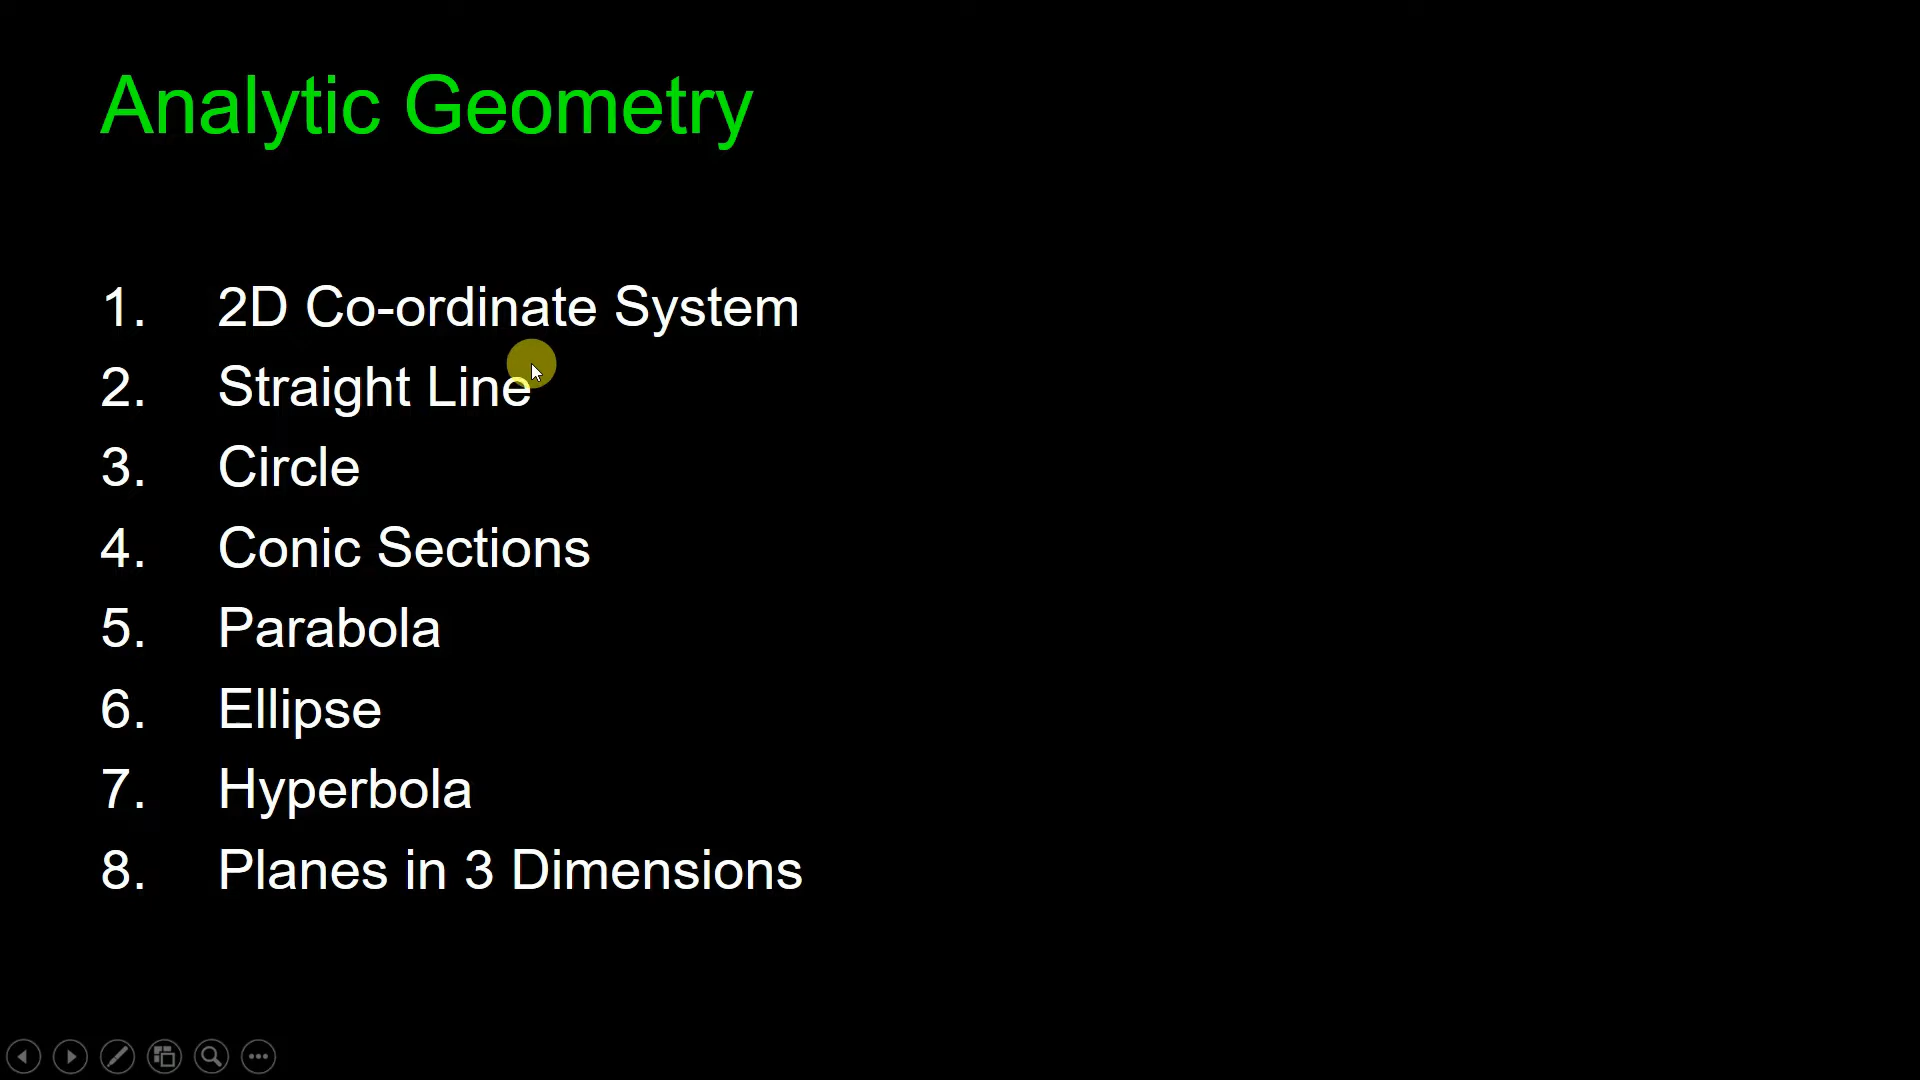 Analytic Geometry
1. 2D Co-ordinate System
2. Straight Line
3. Circle
4. Conic Sections
5. Parabola
6. Ellipse
7. Hyperbola
8. Planes in 3 Dimensions